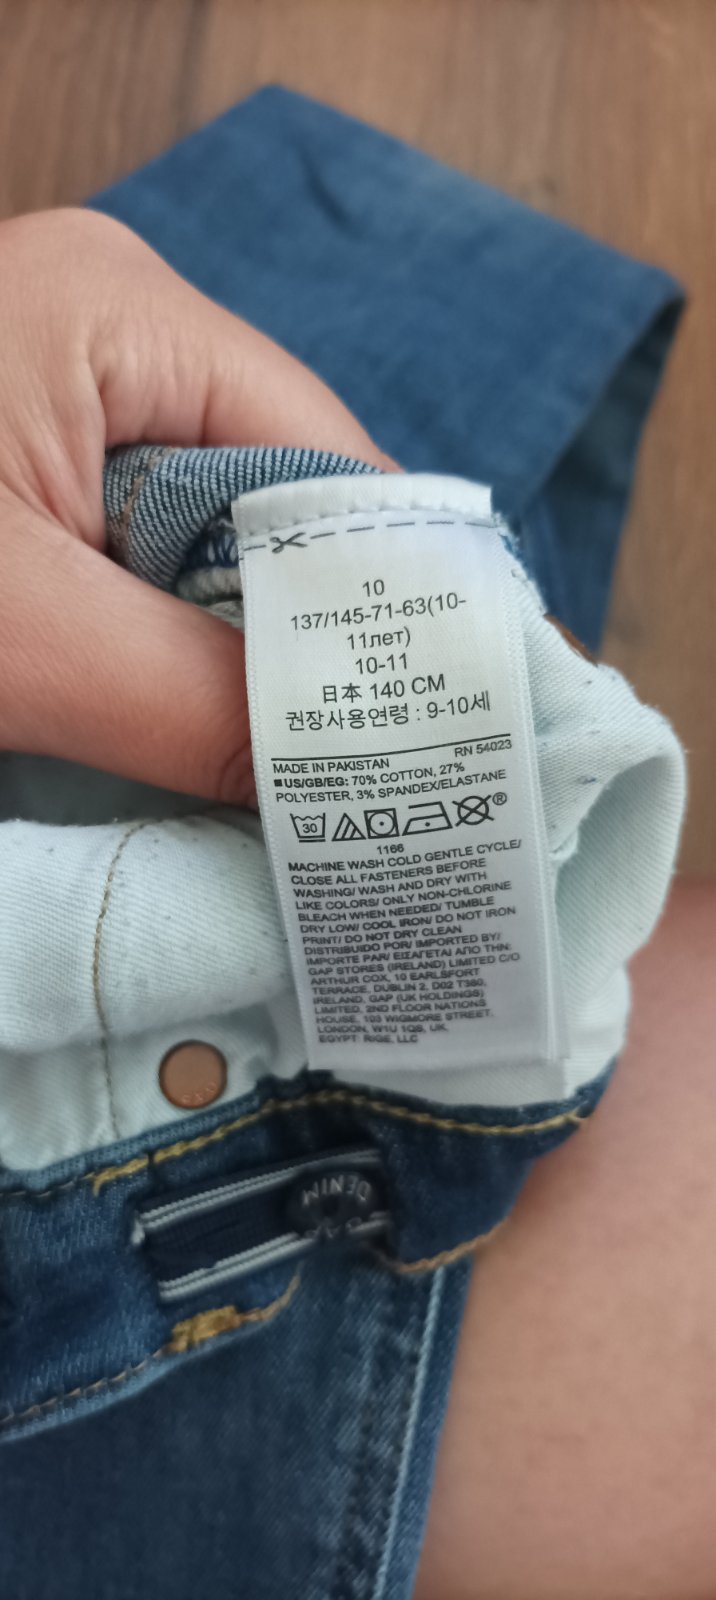 10
137/145-71-63(10-
11лет)
10-11
日本 140 CM
권장사용연령 : 9-10세
MADE IN PAKISTAN
RN 54023
■US/GB/EG: 70% COTTON, 27%
POLYESTER, 3% SPANDEX/ELASTANE
30
®
1166
MACHINE WASH COLD GENTLE CYCLE/
CLOSE ALL FASTENERS BEFORE
WASHING/ WASH AND DRY WITH
LIKE COLORS/ ONLY NON-CHLORINE
BLEACH WHEN NEEDED/ TUMBLE
DRY LOW/ COOL IRON/ DO NOT IRON
PRINT/ DO NOT DRY CLEAN
DISTRIBUIDO POR/ IMPORTED BY/
IMPORTE PAR/ ΕΙΣΑΓΕΤΑΙ ΑΠΟ ΤΗΝ:
GAP STORES (IRELAND) LIMITED C/O
ARTHUR COX, 10 EARLSFORT
TERRACE, DUBLIN 2, D02 T380,
IRELAND, GAP (UK HOLDINGS)
LIMITED, 2ND FLOOR NATIONS
HOUSE, 103 WIGMORE STREET,
LONDON, W1U 1QS, UK,
EGYPT: RIGE, LLC
GAP
DENIM